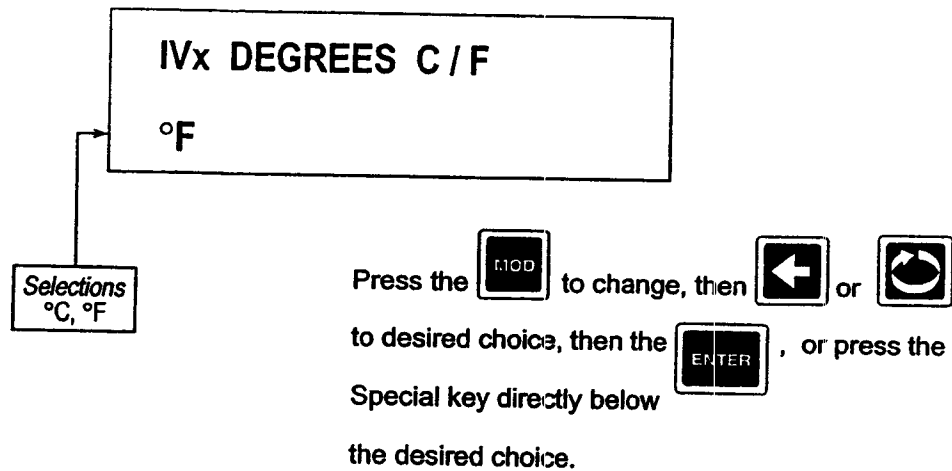 IVx DEGREES C / F
°F
Selections
°C, °F
Press the MOD to change, then or
to desired choice, then the ENTER , or press the
Special key directly below
the desired choice.